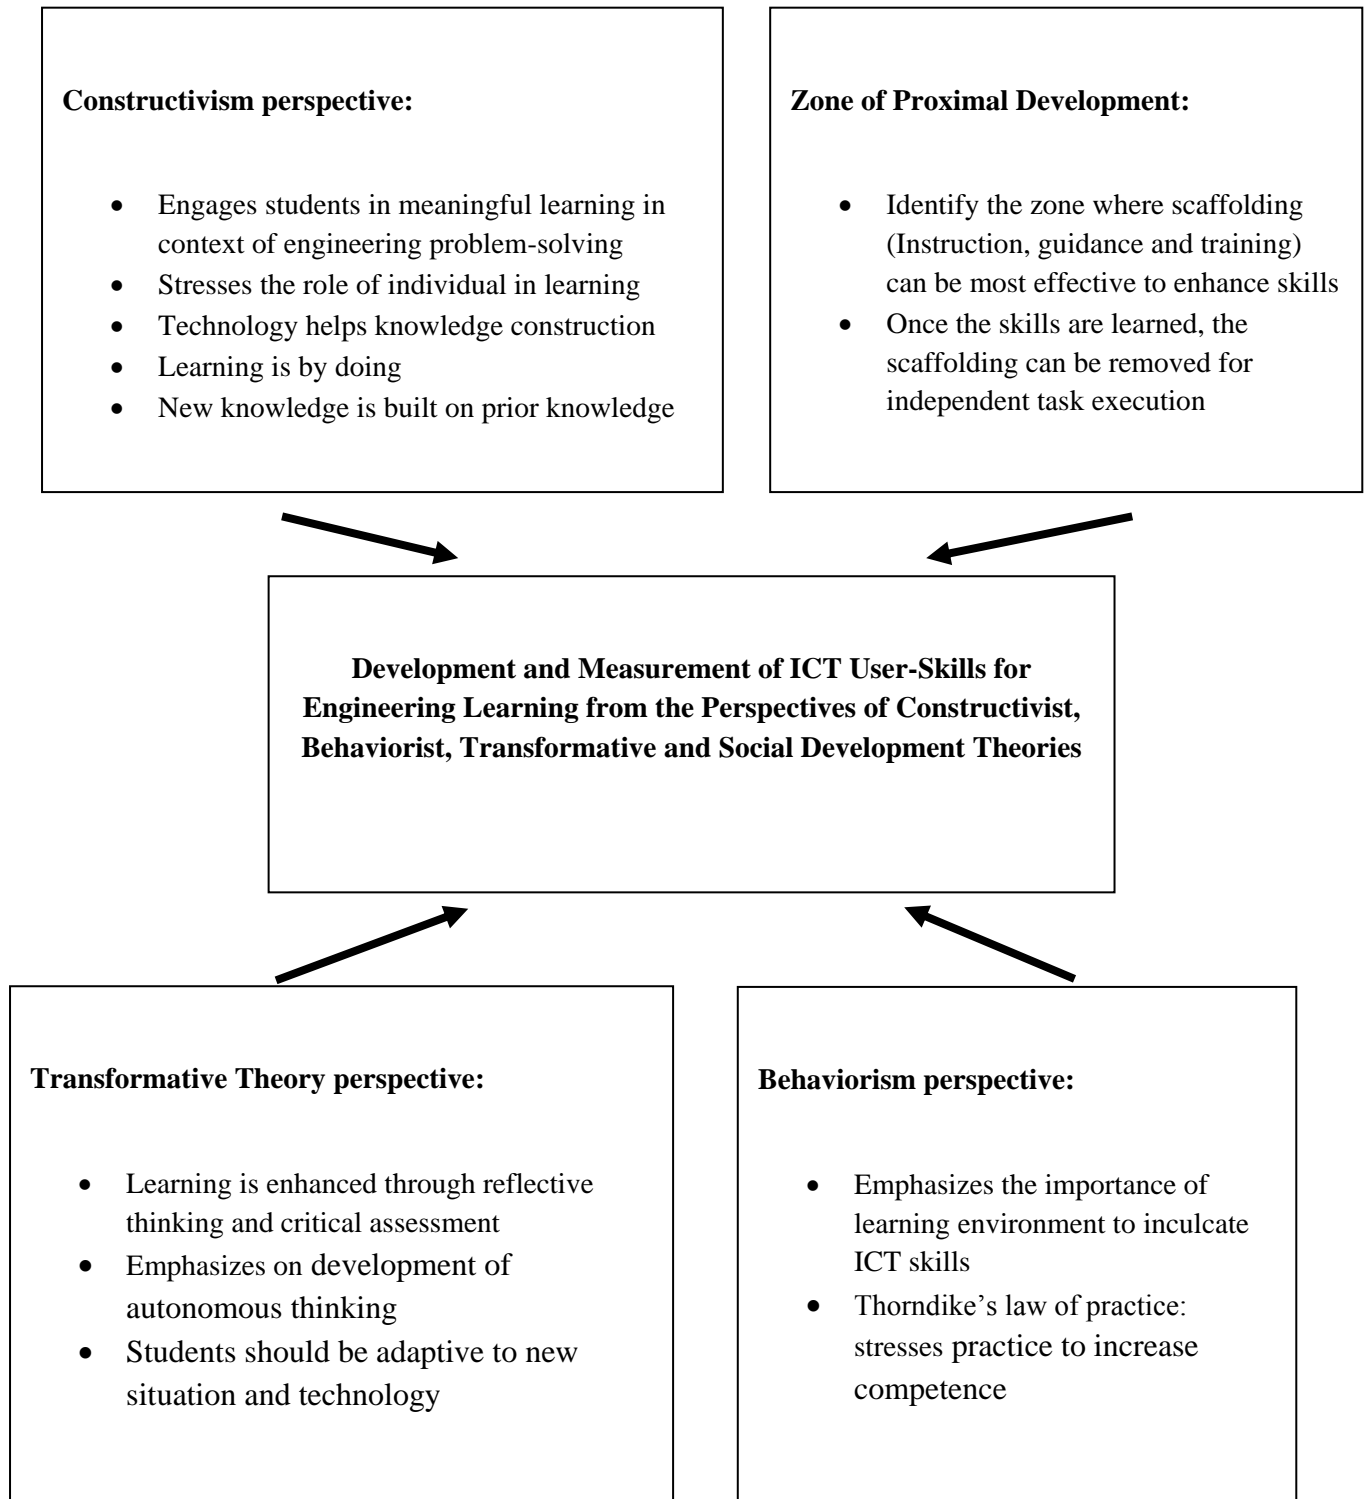 Constructivism perspective:
• Engages students in meaningful learning in
context of engineering problem-solving
• Stresses the role of individual in learning
• Technology helps knowledge construction
• Learning is by doing
• New knowledge is built on prior knowledge
Zone of Proximal Development:
• Identify the zone where scaffolding
(Instruction, guidance and training)
can be most effective to enhance skills
• Once the skills are learned, the
scaffolding can be removed for
independent task execution
Development and Measurement of ICT User-Skills for
Engineering Learning from the Perspectives of Constructivist,
Behaviorist, Transformative and Social Development Theories
Transformative Theory perspective:
• Learning is enhanced through reflective
thinking and critical assessment
• Emphasizes on development of
autonomous thinking
• Students should be adaptive to new
situation and technology
Behaviorism perspective:
• Emphasizes the importance of
learning environment to inculcate
ICT skills
• Thorndike’s law of practice:
stresses practice to increase
competence